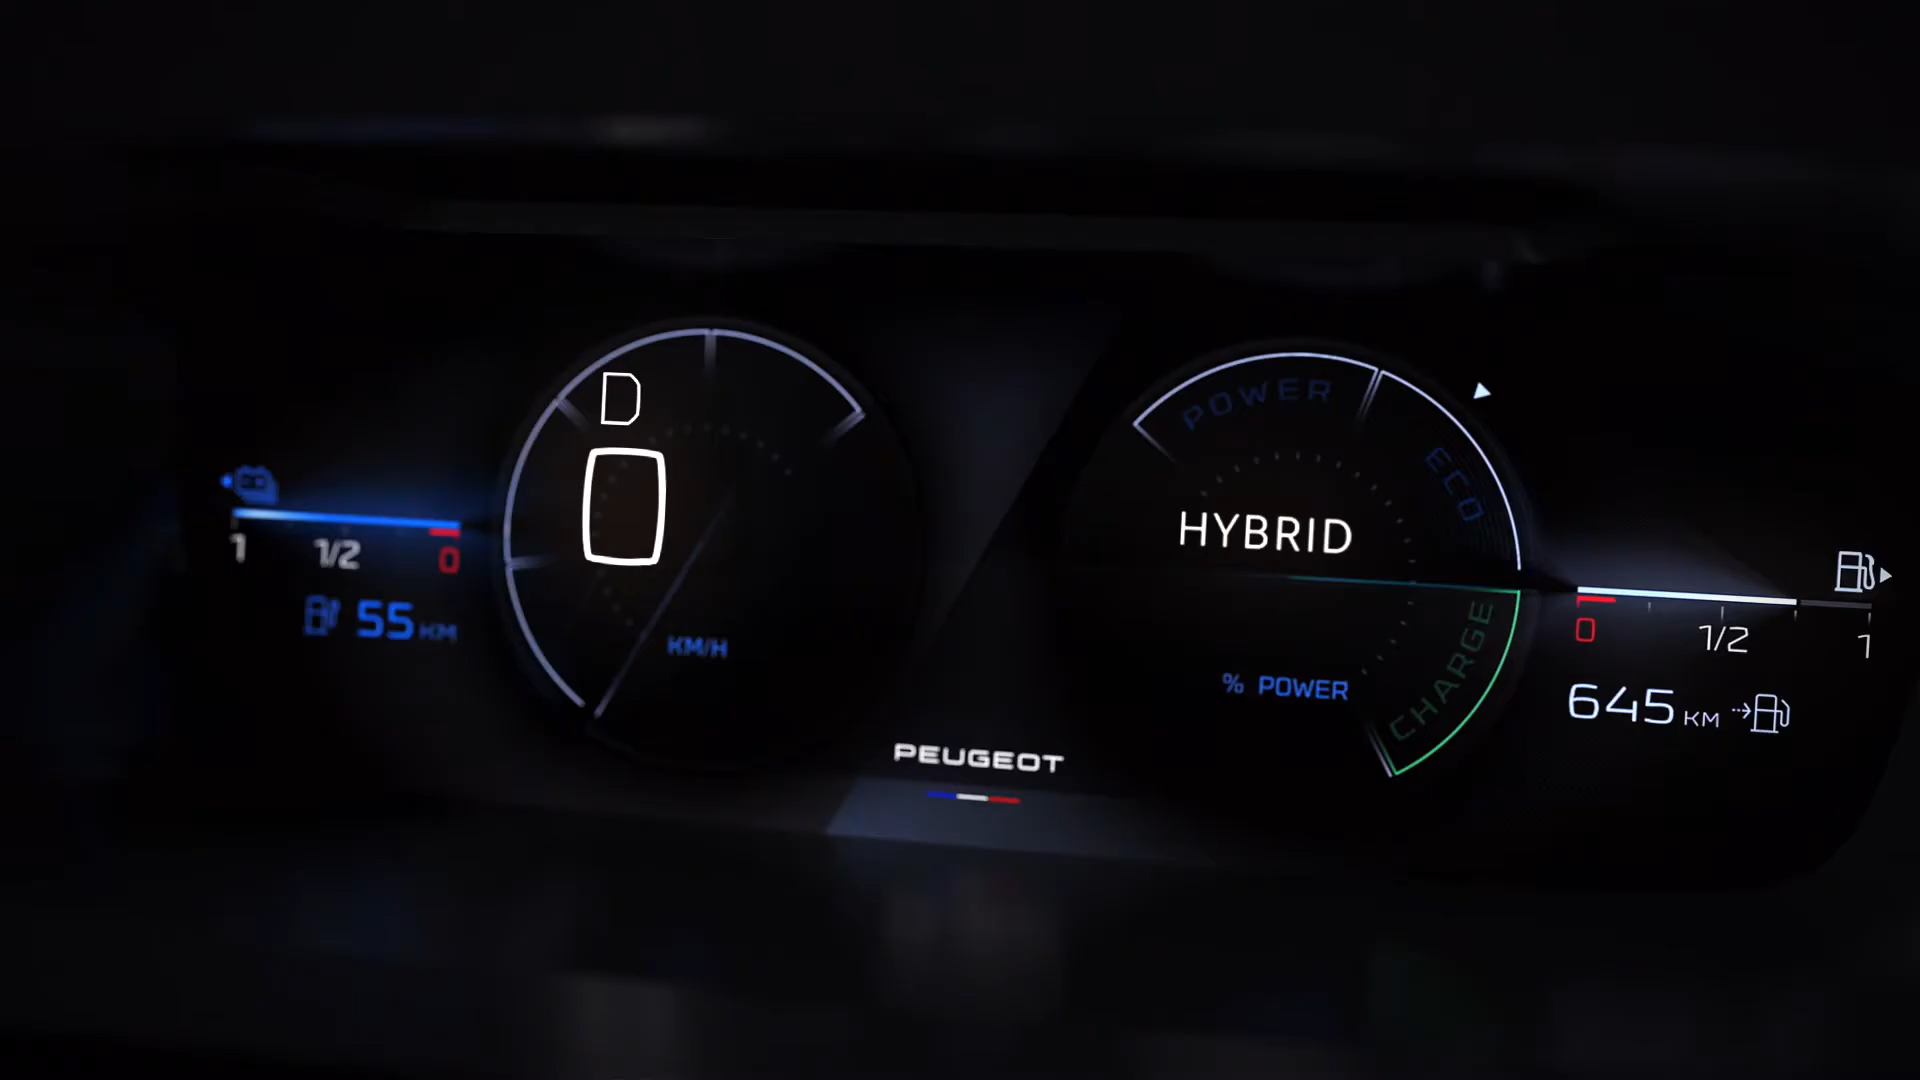 D
0
KM/H
1 1/2 0
55 KM
POWER
ECO
HYBRID
CHARGE
% POWER
0 1/2 1
645 KM
PEUGEOT